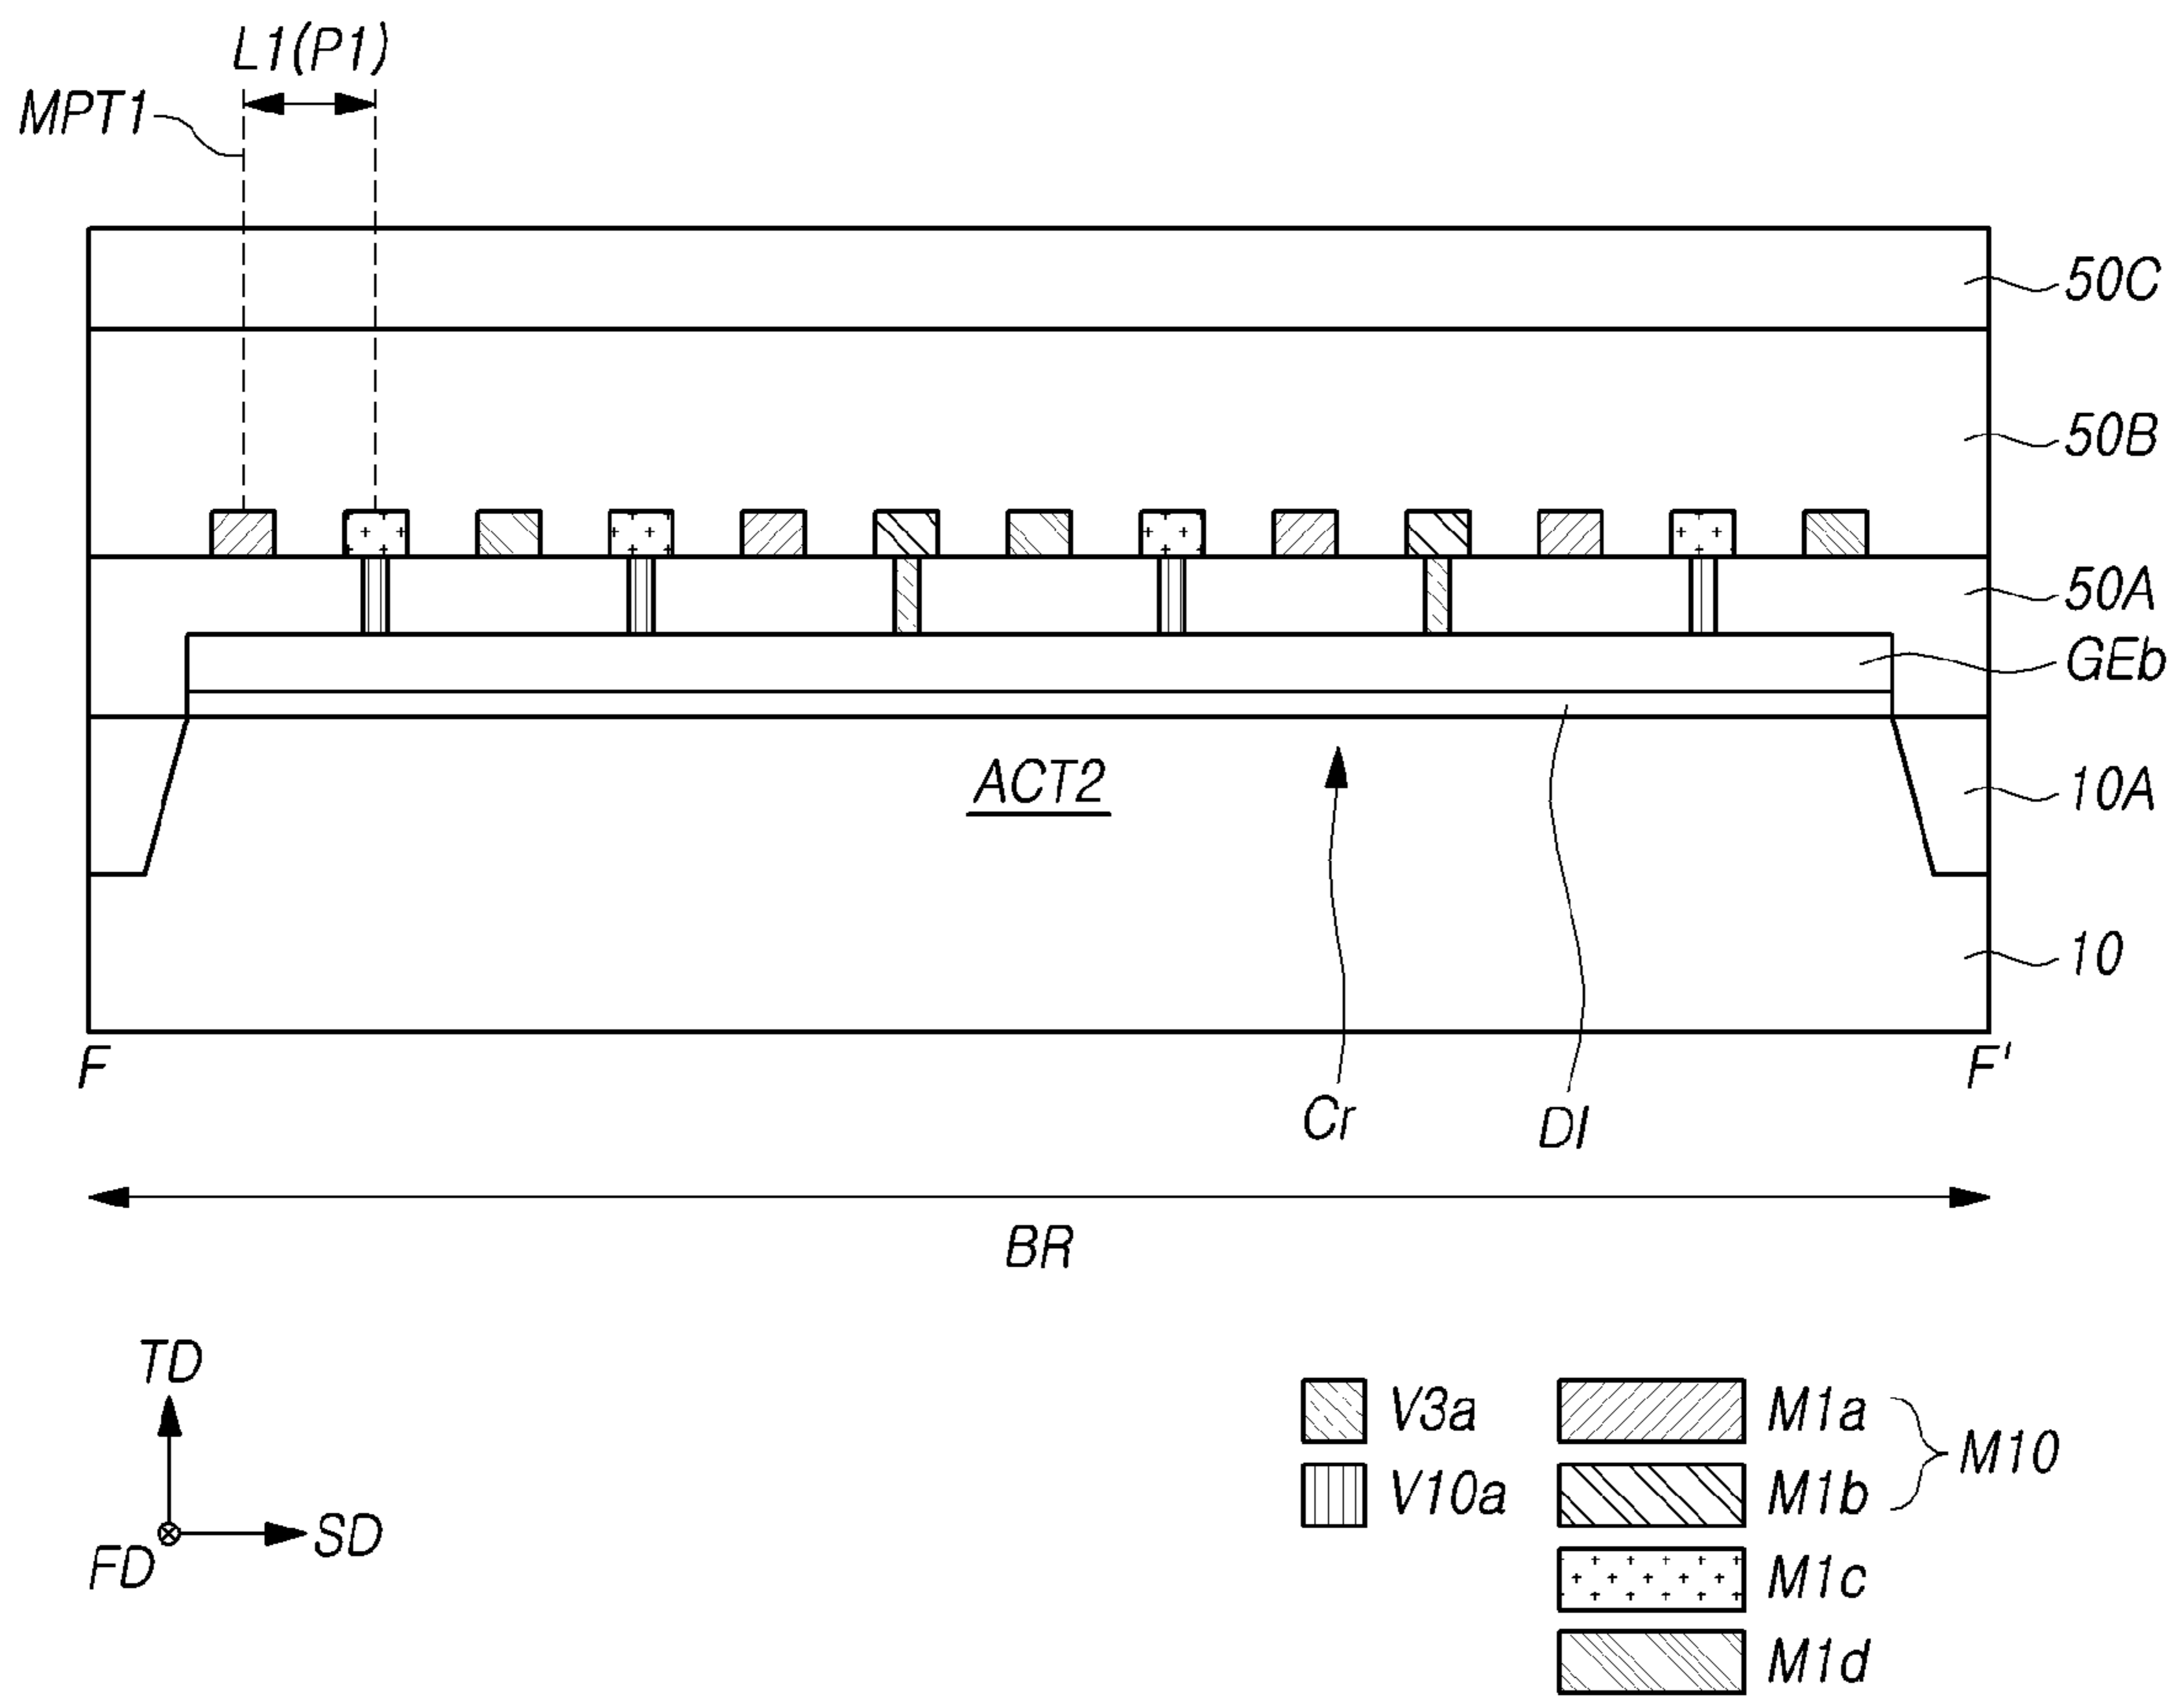 L1(P1)
MPT1
50C
50B
50A
GEb
ACT2
10A
10
F
F'
Cr
DI
BR
TD
SD
FD
V3a
V10a
M1a
M1b
M10
M1c
M1d